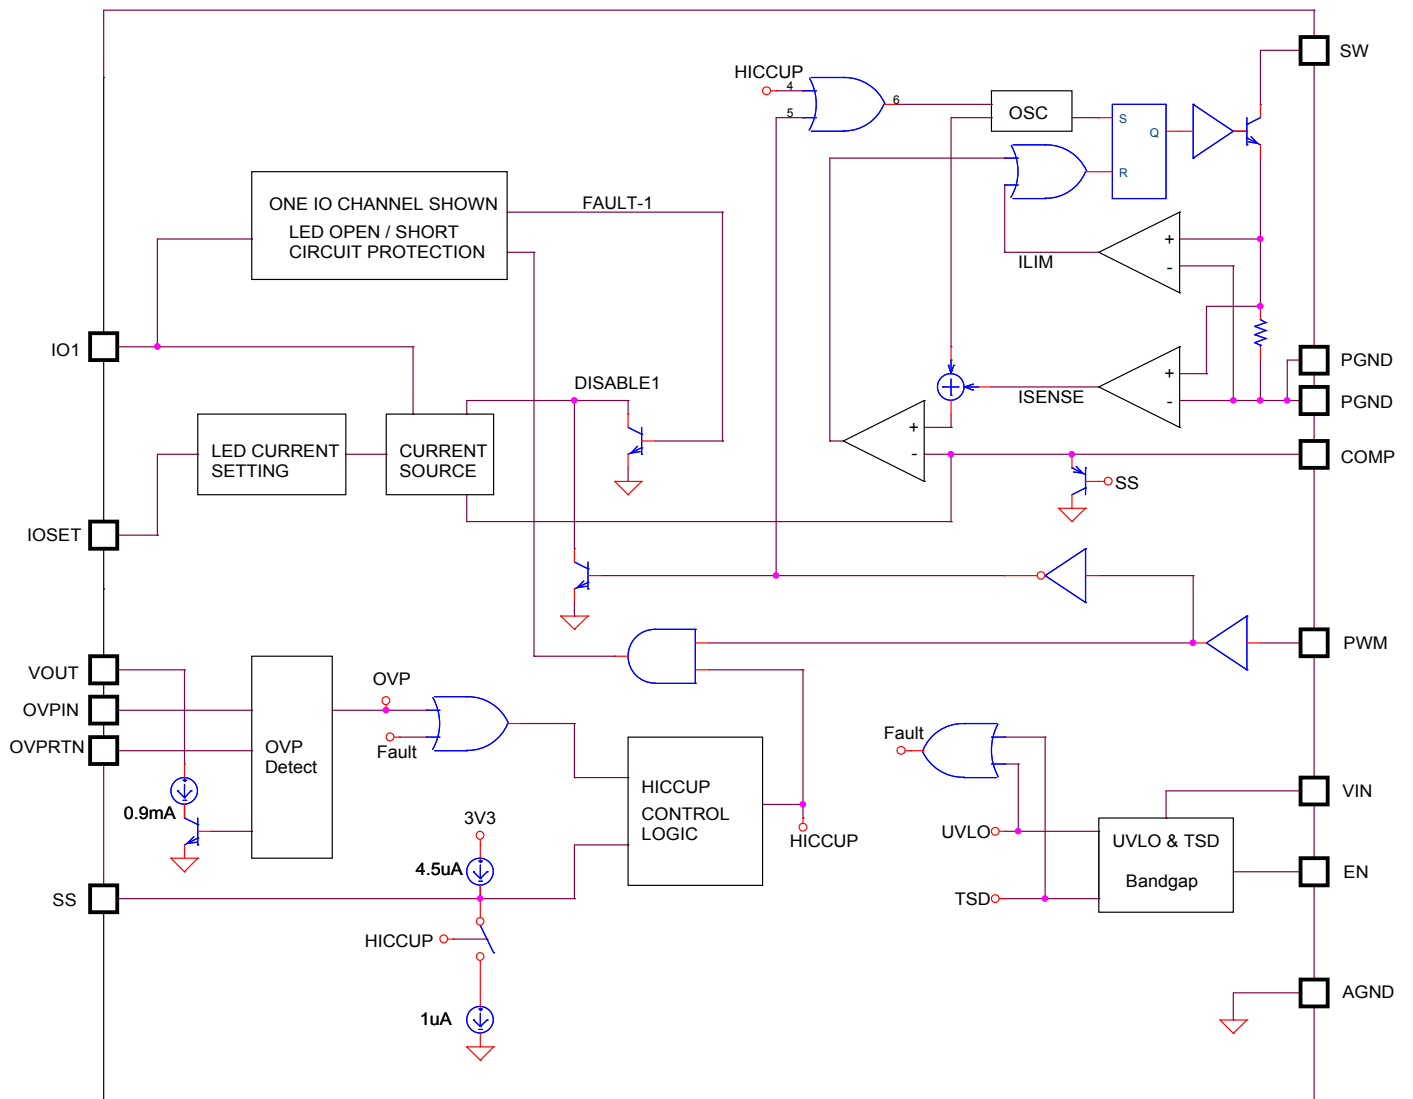 SW
HICCUP
4
5
6
OSC
S
Q
R
ONE IO CHANNEL SHOWN
LED OPEN / SHORT
CIRCUIT PROTECTION
FAULT-1
+
-
ILIM
IO1
PGND
DISABLE1
+
-
ISENSE
PGND
LED CURRENT
SETTING
CURRENT
SOURCE
+
-
COMP
SS
IOSET
PWM
VOUT
OVPIN
OVPRTN
OVP
Detect
OVP
Fault
Fault
0.9mA
HICCUP
CONTROL
LOGIC
VIN
3V3
HICCUP
UVLO
UVLO & TSD
Bandgap
4.5uA
EN
TSD
SS
HICCUP
1uA
AGND